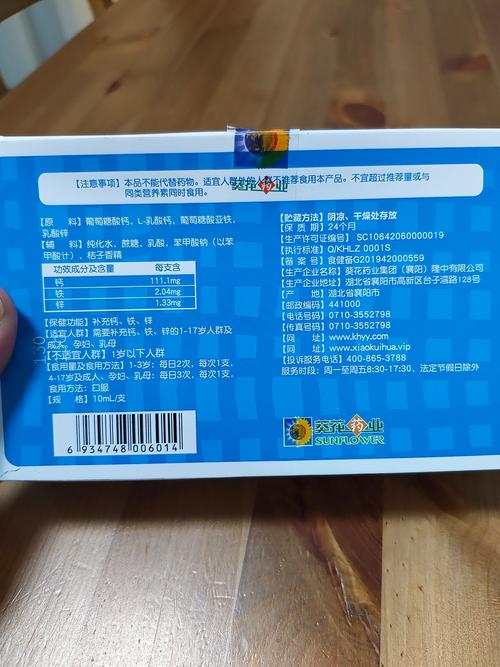 【注意事项】本品不能代替药物。适宜人群外的人群不推荐食用本产品。不宜超过推荐量或与
同类营养素同时食用。
葵花药业
【原　　料】葡萄糖酸钙、L-乳酸钙、葡萄糖酸亚铁、
乳酸锌
【辅　　料】纯化水、蔗糖、乳酸、苯甲酸钠（以苯
甲酸计）、桔子香精
功效成分及含量 每支含
钙 111.1mg
铁 2.04mg
锌 1.33mg
【保健功能】补充钙、铁、锌
【适宜人群】需要补充钙、铁、锌的1-17岁人群及
成人、孕妇、乳母
【不适宜人群】1岁以下人群
【食用量及食用方法】1-3岁：每日2次，每次1支，
4-17岁及成人、孕妇、乳母：每日3次，每次1支，
食用方法：口服
【规　　格】10mL/支
6 934748 006014
【贮藏方法】阴凉、干燥处存放
【保 质 期】24个月
【生产许可证编号】SC10642060000019
【执行标准】Q/KHLZ 0001S
【备 案 号】食健备G201942000559
【生产企业名称】葵花药业集团（襄阳）隆中有限公司
【生产企业地址】湖北省襄阳市高新区台子湾路128号
【产　　地】湖北省襄阳市
【邮政编码】441000
【电话号码】0710-3552798
【传真号码】0710-3552798
【网　　址】www.khyy.com
【网　　址】www.xiaokuihua.vip
【投诉服务电话】400-865-3788
服务时段：周一至周五8:30-17:30，法定节假日除外
葵花药业
SUNFLOWER